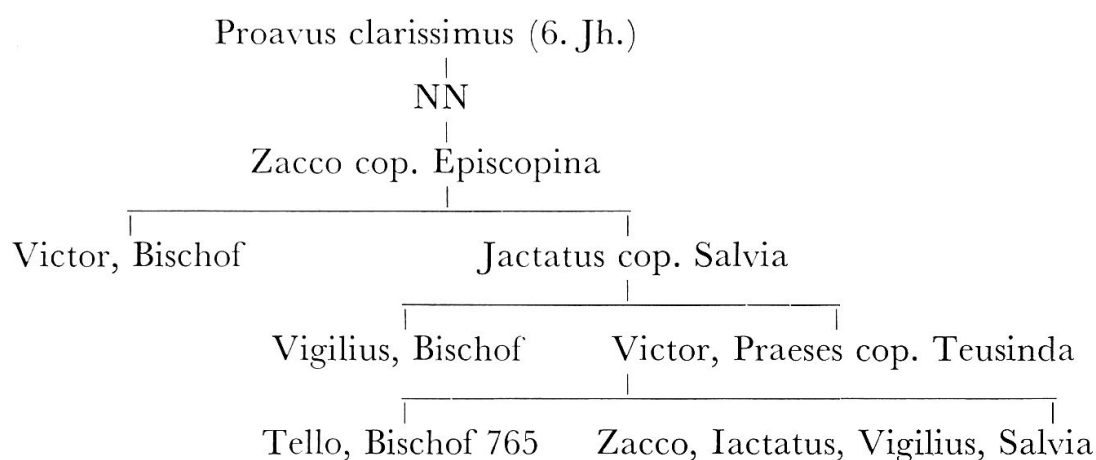 Proavus clarissimus (6. Jh.)
NN
Zacco cop. Episcopina
Victor, Bischof Jactatus cop. Salvia
Vigilius, Bischof Victor, Praeses cop. Teusinda
Tello, Bischof 765 Zacco, Iactatus, Vigilius, Salvia